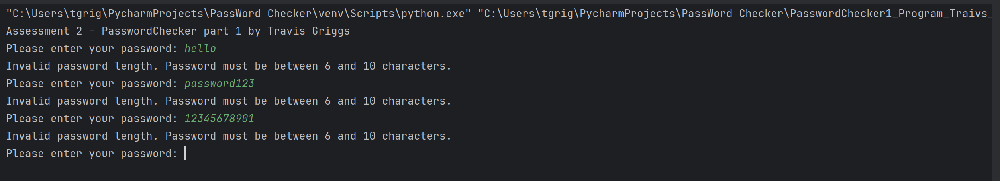 "C:\Users\tgrig\PycharmProjects\PassWord Checker\venv\Scripts\python.exe" "C:\Users\tgrig\PycharmProjects\PassWord Checker\PasswordChecker1_Program_Traivs_
Assessment 2 - PasswordChecker part 1 by Travis Griggs
Please enter your password: hello
Invalid password length. Password must be between 6 and 10 characters.
Please enter your password: password123
Invalid password length. Password must be between 6 and 10 characters.
Please enter your password: 12345678901
Invalid password length. Password must be between 6 and 10 characters.
Please enter your password: